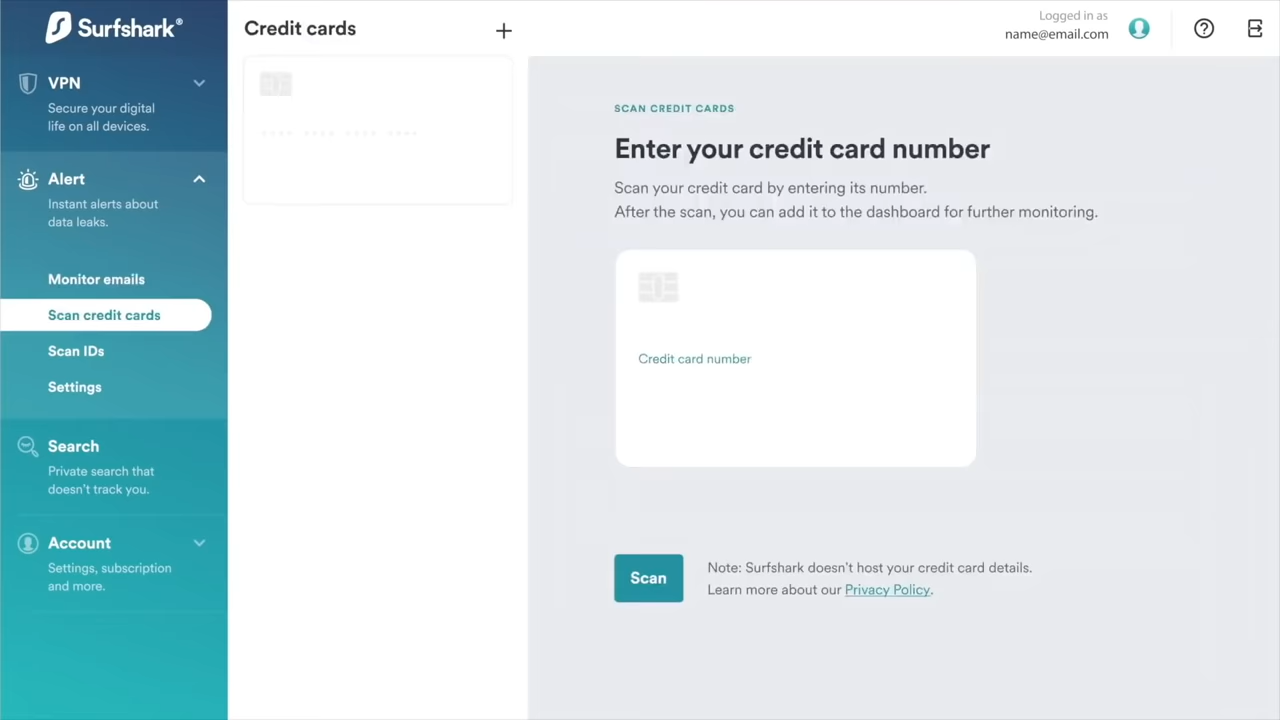 Surfshark®
VPN
Secure your digital
life on all devices.
Alert
Instant alerts about
data leaks.
Monitor emails
Scan credit cards
Scan IDs
Settings
Search
Private search that
doesn't track you.
Account
Settings, subscription
and more.
Credit cards
Logged in as
name@email.com
SCAN CREDIT CARDS
Enter your credit card number
Scan your credit card by entering its number.
After the scan, you can add it to the dashboard for further monitoring.
Credit card number
Scan
Note: Surfshark doesn't host your credit card details.
Learn more about our Privacy Policy.